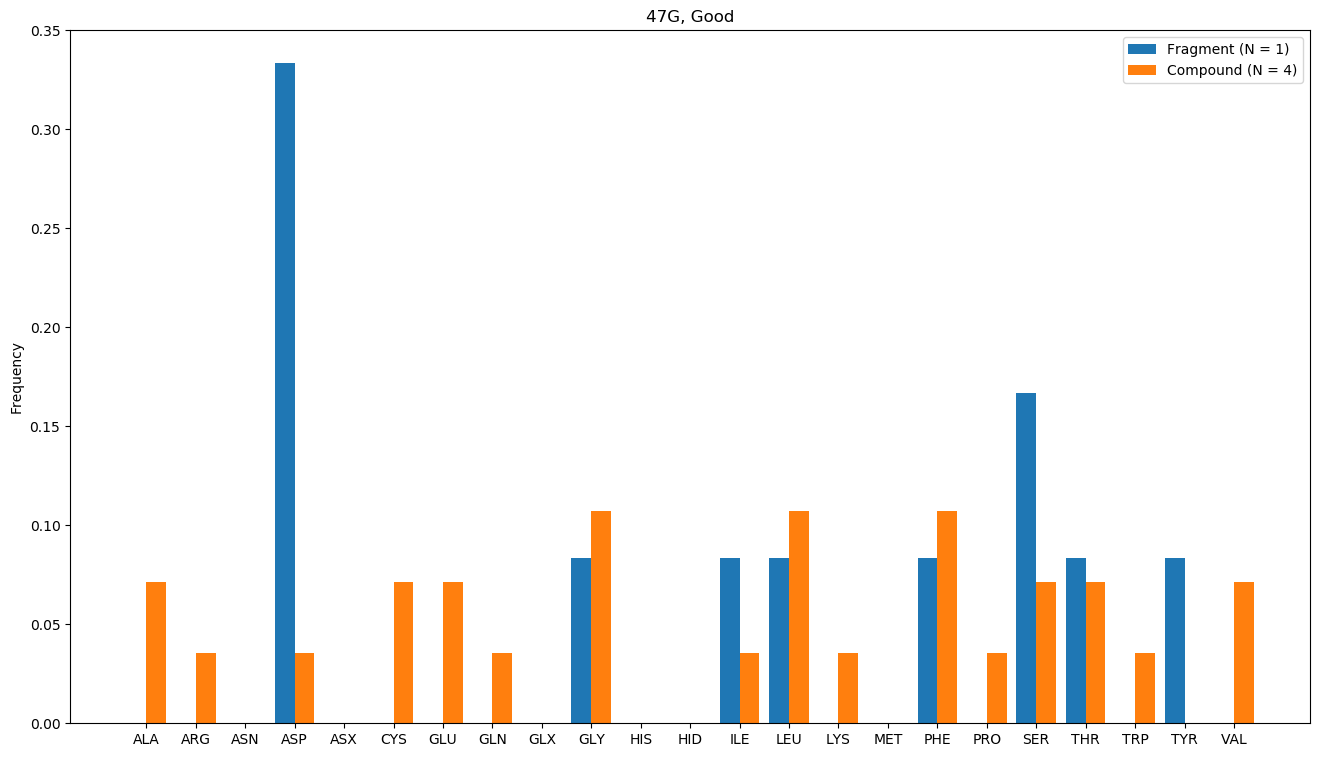 47G, Good
Fragment (N = 1)
Compound (N = 4)
Frequency
0.35
0.30
0.25
0.20
0.15
0.10
0.05
0.00
ALA ARG ASN ASP ASX CYS GLU GLN GLX GLY HIS HID ILE LEU LYS MET PHE PRO SER THR TRP TYR VAL